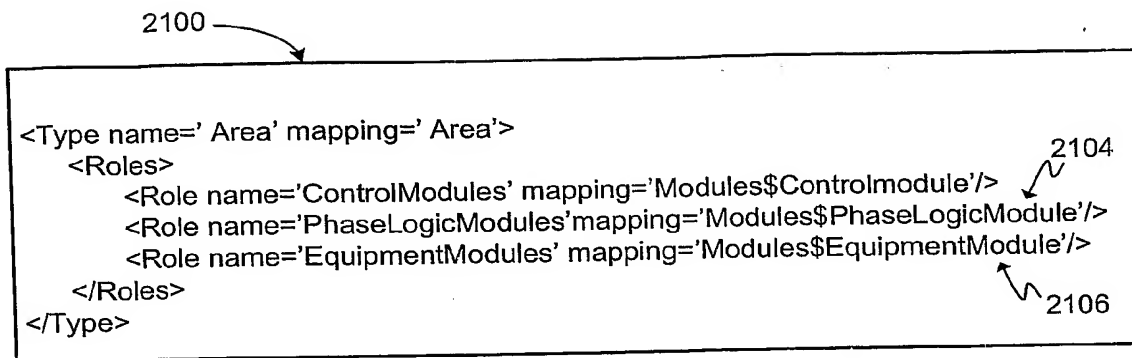 2100
<Type name=' Area' mapping=' Area'>
<Roles>
<Role name='ControlModules' mapping='Modules$Controlmodule'/>
2104
<Role name='PhaseLogicModules'mapping='Modules$PhaseLogicModule'/>
<Role name='EquipmentModules' mapping='Modules$EquipmentModule'/>
</Roles>
2106
</Type>